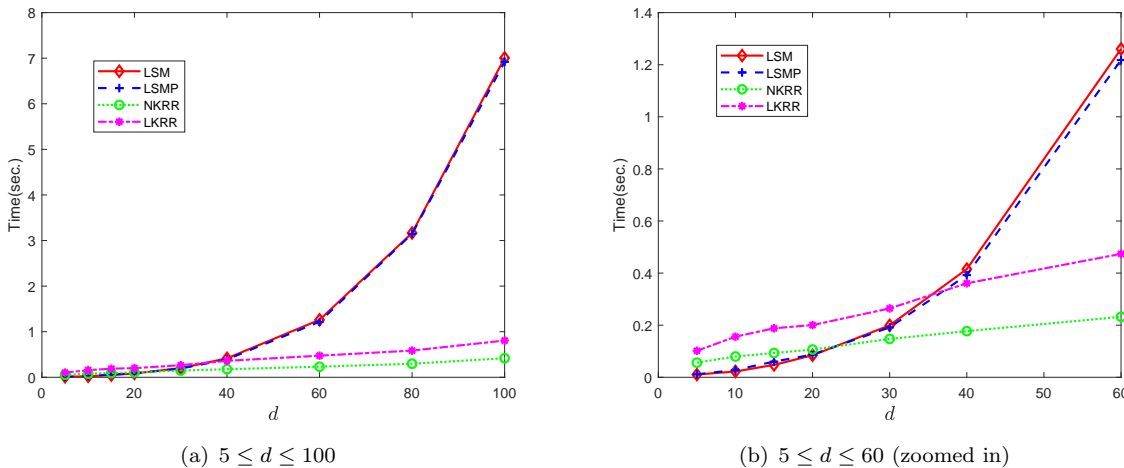 8
7
6
5
4
3
2
1
0
Time(sec.)
LSM
LSMP
NKRR
LKRR
0 20 40 60 80 100
d
(a) 5 ≤ d ≤ 100
1.4
1.2
1
0.8
0.6
0.4
0.2
0
Time(sec.)
LSM
LSMP
NKRR
LKRR
0 10 20 30 40 50 60
d
(b) 5 ≤ d ≤ 60 (zoomed in)